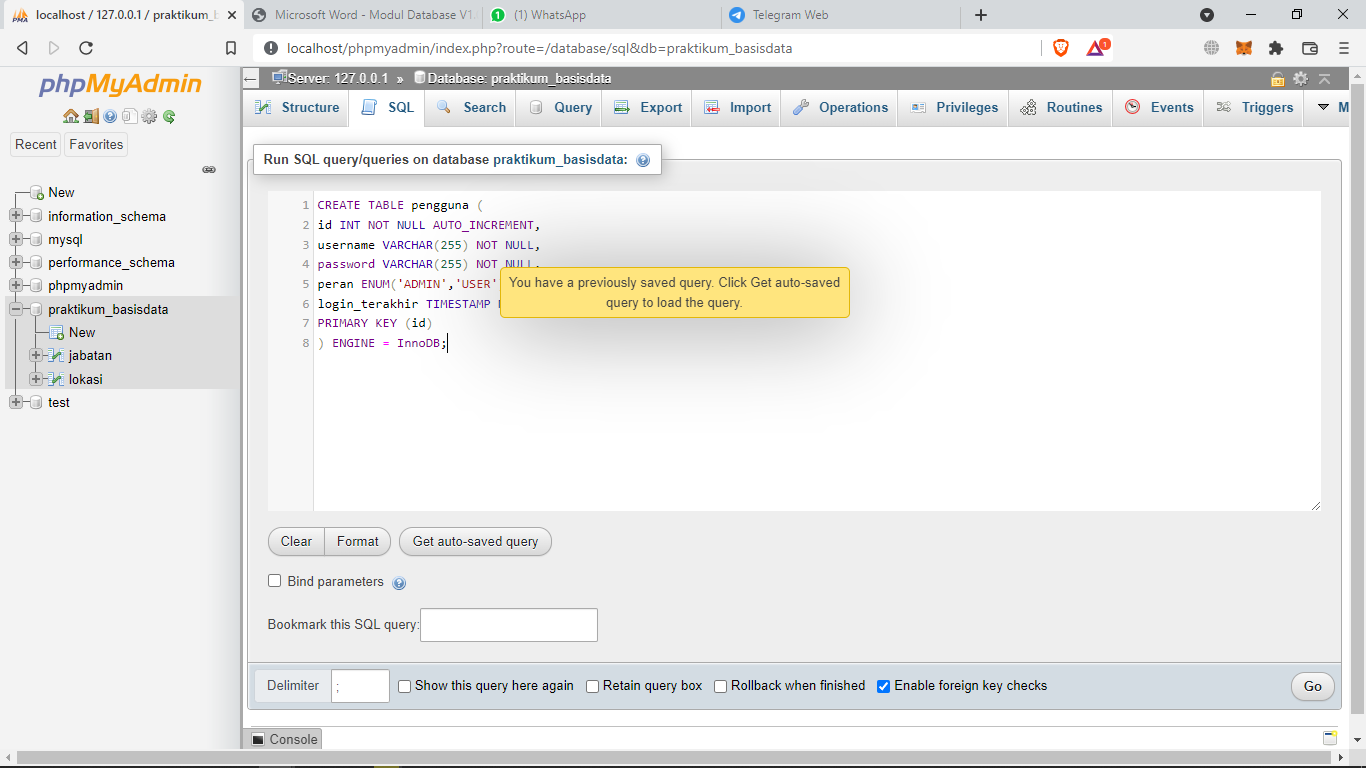 localhost / 127.0.0.1 / praktikum_b
Microsoft Word - Modul Database V1.
1
(1) WhatsApp
Telegram Web
localhost/phpmyadmin/index.php?route=/database/sql&db=praktikum_basisdata
1
phpMyAdmin
Recent
Favorites
New
information_schema
mysql
performance_schema
phpmyadmin
praktikum_basisdata
New
jabatan
lokasi
test
Server: 127.0.0.1 » Database: praktikum_basisdata
Structure
SQL
Search
Query
Export
Import
Operations
Privileges
Routines
Events
Triggers
M
Run SQL query/queries on database praktikum_basisdata:
1 CREATE TABLE pengguna (
2 id INT NOT NULL AUTO_INCREMENT,
3 username VARCHAR(255) NOT NULL,
4 password VARCHAR(255) NOT NULL,
5 peran ENUM('ADMIN','USER'
6 login_terakhir TIMESTAMP
7 PRIMARY KEY (id)
8 ) ENGINE = InnoDB;
You have a previously saved query. Click Get auto-saved
query to load the query.
Clear
Format
Get auto-saved query
Bind parameters
Bookmark this SQL query:
Delimiter
;
Show this query here again
Retain query box
Rollback when finished
Enable foreign key checks
Go
Console